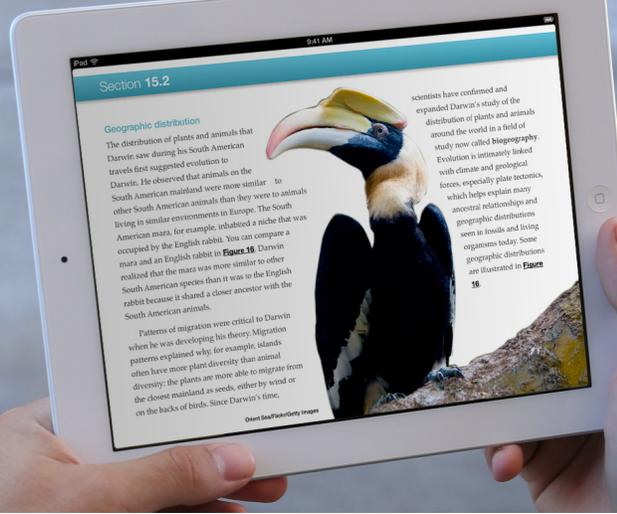 iPad
9:41 AM
Section 15.2
Geographic distribution
The distribution of plants and animals that
Darwin saw during his South American
travels first suggested evolution to
Darwin. He observed that animals on the
South American mainland were more similar to
other South American animals than they were to animals
living in similar environments in Europe. The South
American mara, for example, inhabited a niche that was
occupied by the English rabbit. You can compare a
mara and an English rabbit in Figure 16. Darwin
realized that the mara was more similar to other
South American species than it was to the English
rabbit because it shared a closer ancestor with the
South American animals.
Patterns of migration were critical to Darwin
when he was developing his theory. Migration
patterns explained why, for example, islands
often have more plant diversity than animal
diversity: the plants are more able to migrate from
the closest mainland as seeds, either by wind or
on the backs of birds. Since Darwin's time,
Orient Sea/Flickr/Getty Images
scientists have confirmed and
expanded Darwin's study of the
distribution of plants and animals
around the world in a field of
study now called biogeography.
Evolution is intimately linked
with climate and geological
forces, especially plate tectonics,
which helps explain many
ancestral relationships and
geographic distributions
seen in fossils and living
organisms today. Some
geographic distributions
are illustrated in Figure
16.